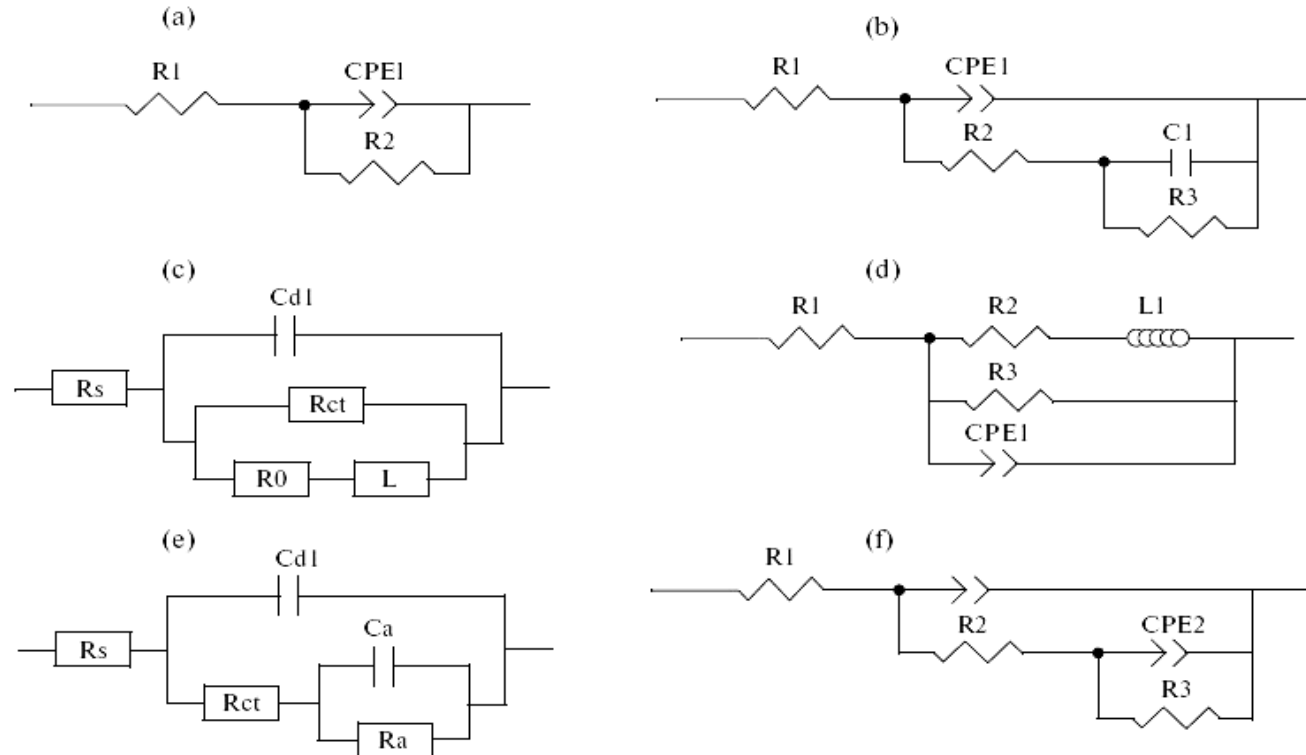 (a)
R1
CPE1
R2
(b)
R1
CPE1
R2
C1
R3
(c)
Cd1
Rs
Rct
R0
L
(d)
R1
R2
L1
R3
CPE1
(e)
Cd1
Rs
Ca
Rct
Ra
(f)
R1
R2
CPE2
R3